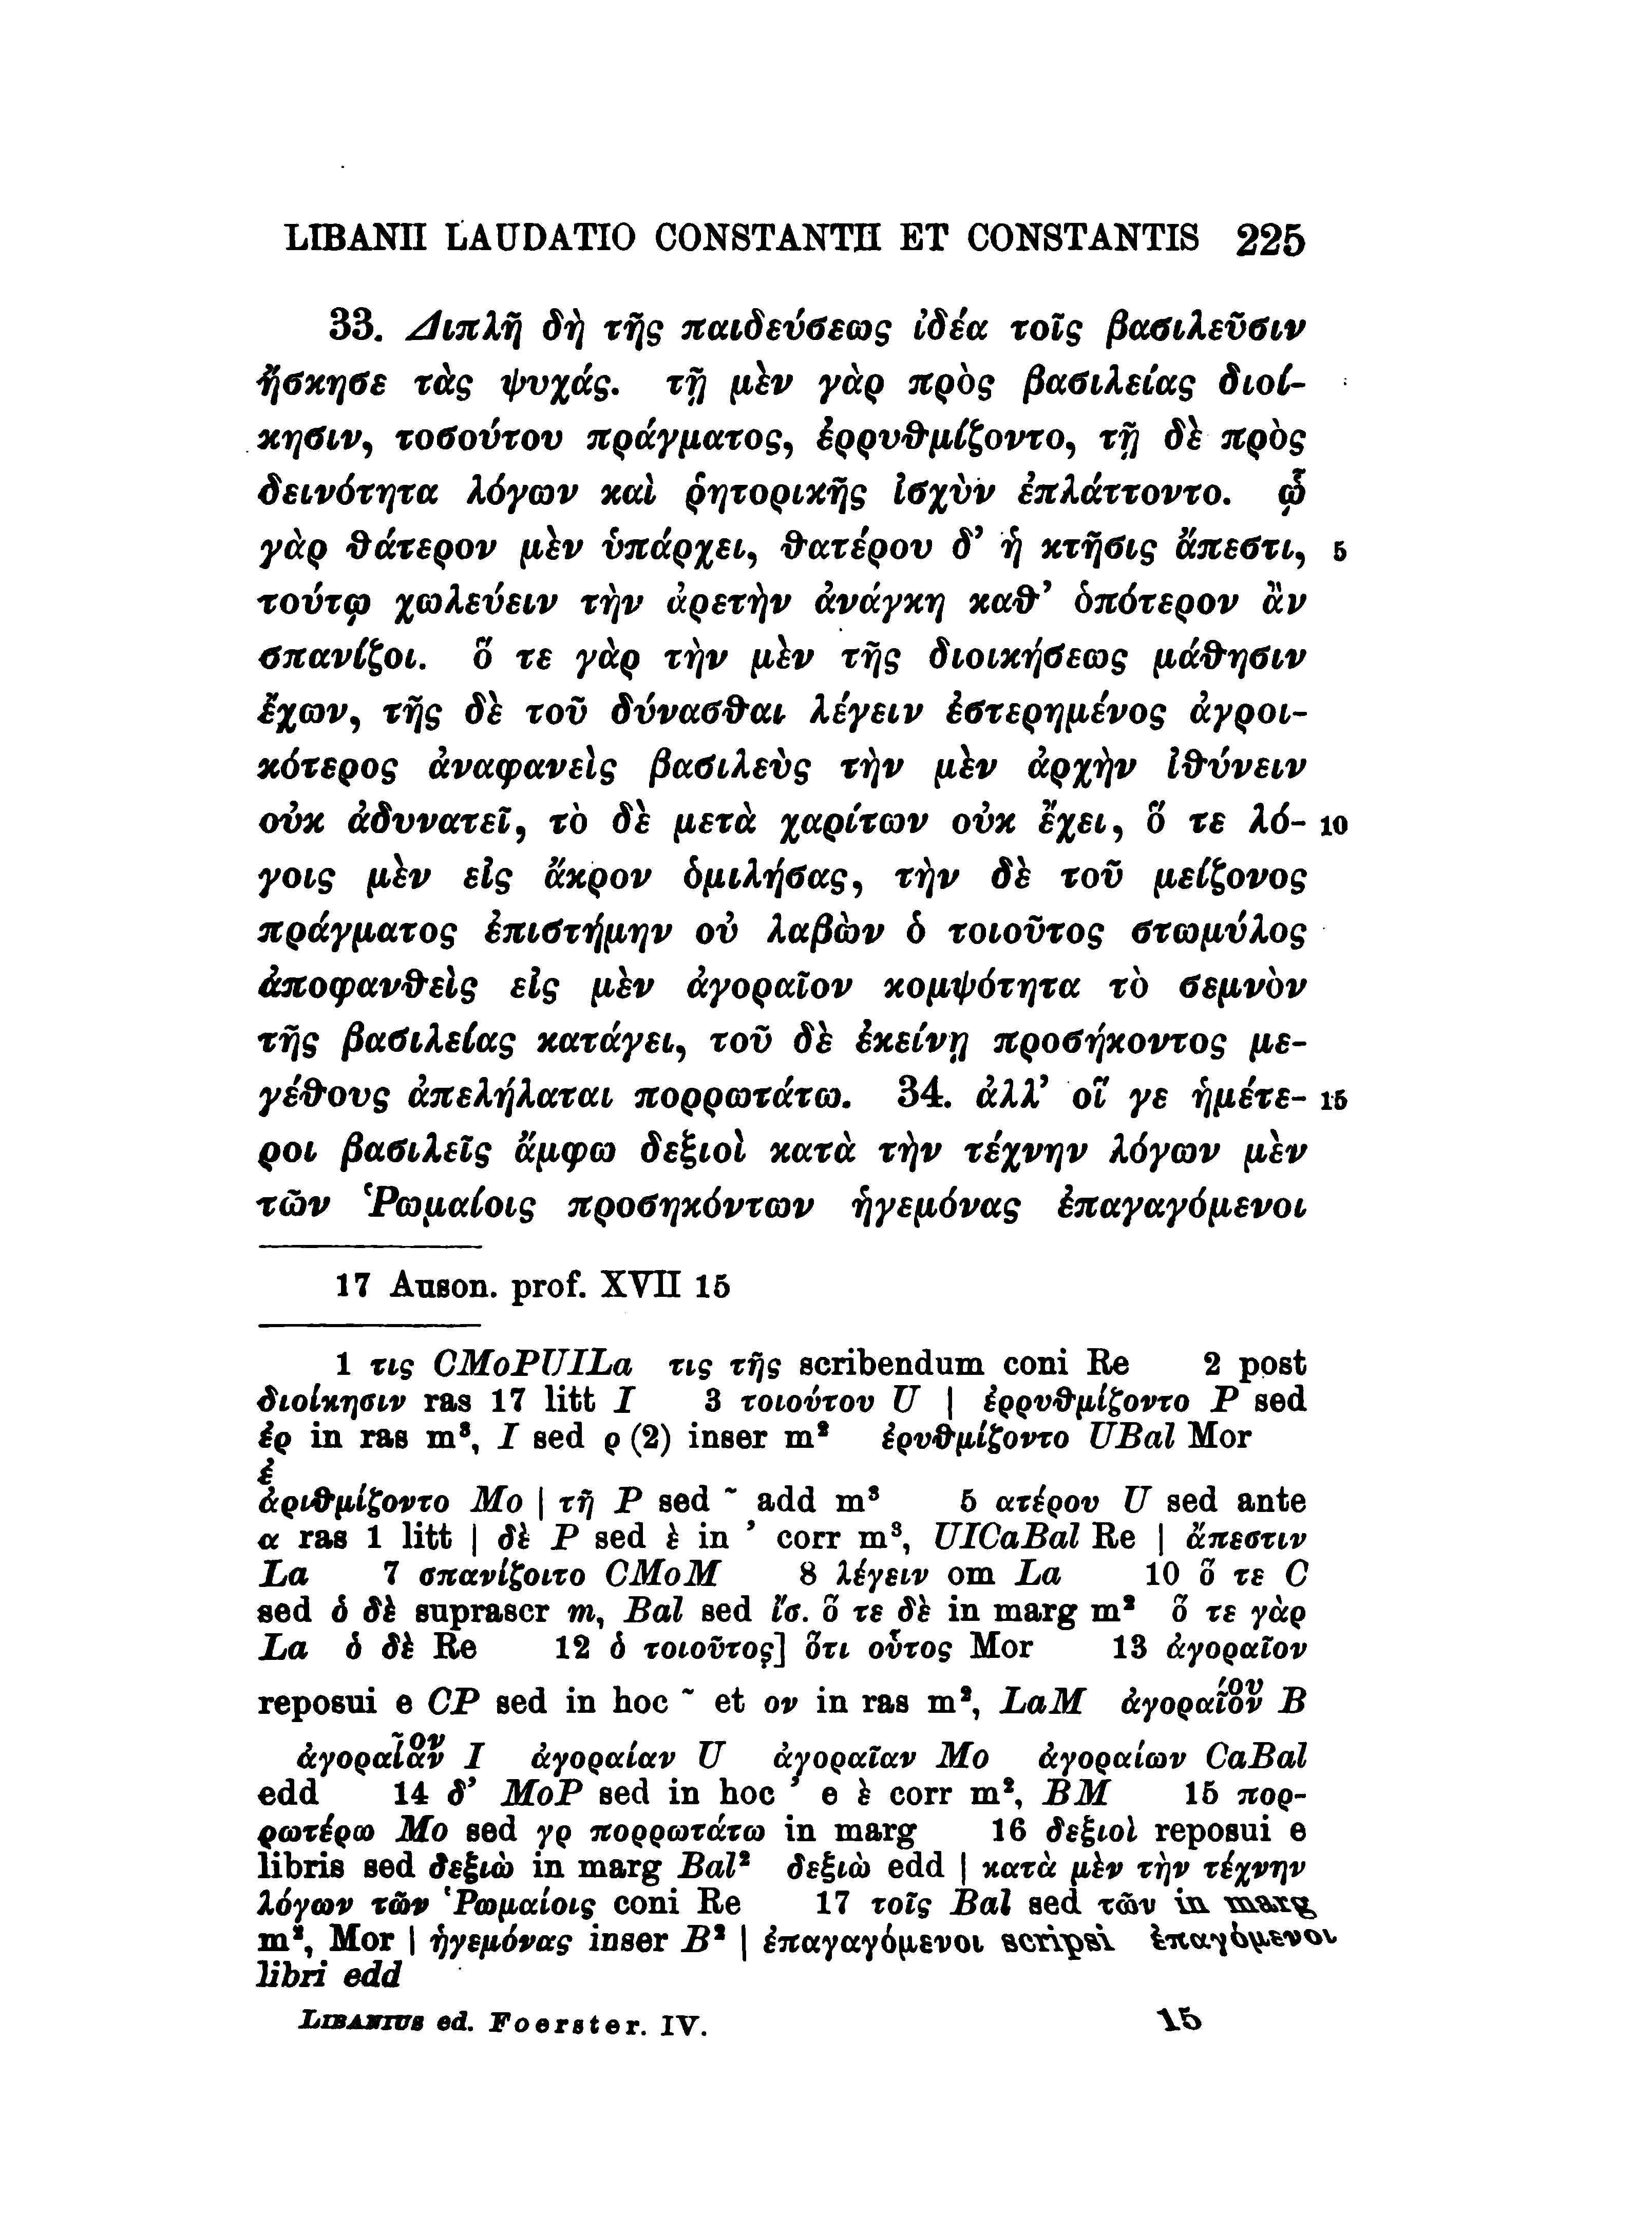 LIBANII LAUDATIO CONSTANTII ET CONSTANTIS 225
33. Διπλῆ δὴ τῆς παιδεύσεως ἰδέα τοῖς βασιλεῦσιν
ἤσκησε τὰς ψυχάς. τῇ μὲν γὰρ πρὸς βασιλείας διοί-
κησιν, τοσούτου πράγματος, ἐρρυθμίζοντο, τῇ δὲ πρὸς
δεινότητα λόγων καὶ ῥητορικῆς ἰσχὺν ἐπλάττοντο. ᾧ
γὰρ θάτερον μὲν ὑπάρχει, θατέρου δ’ ἡ κτῆσις ἄπεστι, 5
τούτῳ χωλεύειν τὴν ἀρετὴν ἀνάγκη καθ’ ὁπότερον ἂν
σπανίζοι. ὅ τε γὰρ τὴν μὲν τῆς διοικήσεως μάθησιν
ἔχων, τῆς δὲ τοῦ δύνασθαι λέγειν ἐστερημένος ἀγροι-
κότερος ἀναφανεὶς βασιλεὺς τὴν μὲν ἀρχὴν ἰθύνειν
οὐκ ἀδυνατεῖ, τὸ δὲ μετὰ χαρίτων οὐκ ἔχει, ὅ τε λό- 10
γοις μὲν εἰς ἄκρον ὁμιλήσας, τὴν δὲ τοῦ μείζονος
πράγματος ἐπιστήμην οὐ λαβὼν ὁ τοιοῦτος στωμύλος
ἀποφανθεὶς εἰς μὲν ἀγοραῖον κομψότητα τὸ σεμνὸν
τῆς βασιλείας κατάγει, τοῦ δὲ ἐκείνῃ προσήκοντος με-
γέθους ἀπελήλαται πορρωτάτω. 34. ἀλλ’ οἵ γε ἡμέτε- 15
ροι βασιλεῖς ἄμφω δεξιοὶ κατὰ τὴν τέχνην λόγων μὲν
τῶν Ῥωμαίοις προσηκόντων ἡγεμόνας ἐπαγαγόμενοι
17 Auson. prof. XVII 15
1 τις CMoPUILa τις τῆς scribendum coni Re 2 post
διοίκησιν ras 17 litt I 3 τοιούτου U | ἐρρυθμίζοντο P sed
ἐρ in ras m³, I sed ρ (2) inser m² ἐρυθμίζοντο UBal Mor
ἐ
ἀριθμίζοντο Mo | τῇ P sed ῀ add m³ 5 ατέρου U sed ante
α ras 1 litt | δὲ P sed ὲ in ’ corr m³, UICaBal Re | ἄπεστιν
La 7 σπανίζοιτο CMoM 8 λέγειν om La 10 ὅ τε C
sed ὁ δὲ suprascr m, Bal sed ἴσ. ὅ τε δὲ in marg m² ὅ τε γὰρ
La ὁ δὲ Re 12 ὁ τοιοῦτος] ὅτι οὗτος Mor 13 ἀγοραῖον
reposui e CP sed in hoc ῀ et ον in ras m², LaM ἀγοραῖον̓́ου B
ἀγοραῖαν͂ον I ἀγοραίαν U ἀγοραῖαν Mo ἀγοραίων CaBal
edd 14 δ’ MoP sed in hoc ’ e ὲ corr m², BM 15 πορ-
ρωτέρω Mo sed γρ πορρωτάτω in marg 16 δεξιοὶ reposui e
libris sed δεξιὼ in marg Bal² δεξιὼ edd | κατὰ μὲν τὴν τέχνην
λόγων τῶν Ῥωμαίοις coni Re 17 τοῖς Bal sed τῶν in marg
m², Mor | ἡγεμόνας inser B² | ἐπαγαγόμενοι scripsi ἐπαγόμενοι
libri edd
LIBANIUS ed. Foerster. IV. 15